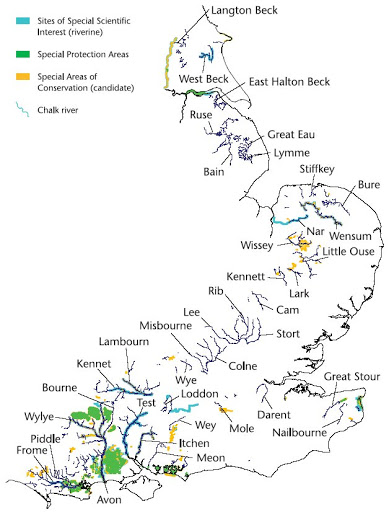 Langton Beck
Sites of Special Scientific
Interest (riverine)
Special Protection Areas
Special Areas of
Conservation (candidate)
Chalk river
West Beck
East Halton Beck
Ruse
Great Eau
Lymme
Bain
Stiffkey
Bure
Nar
Wensum
Wissey
Little Ouse
Kennett
Lark
Rib
Cam
Lee
Misbourne
Stort
Lambourn
Colne
Kennet
Wye
Great Stour
Bourne
Test
Loddon
Darent
Wylye
Wey
Mole
Nailbourne
Piddle
Itchen
Frome
Meon
Avon